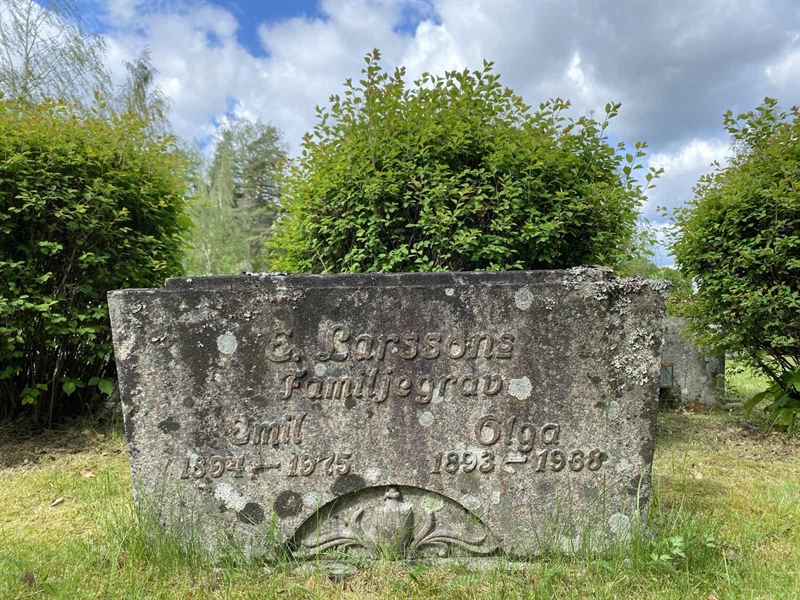 E. Larssons
Familjegrav
Emil Olga
1894 – 1975 1893 – 1968